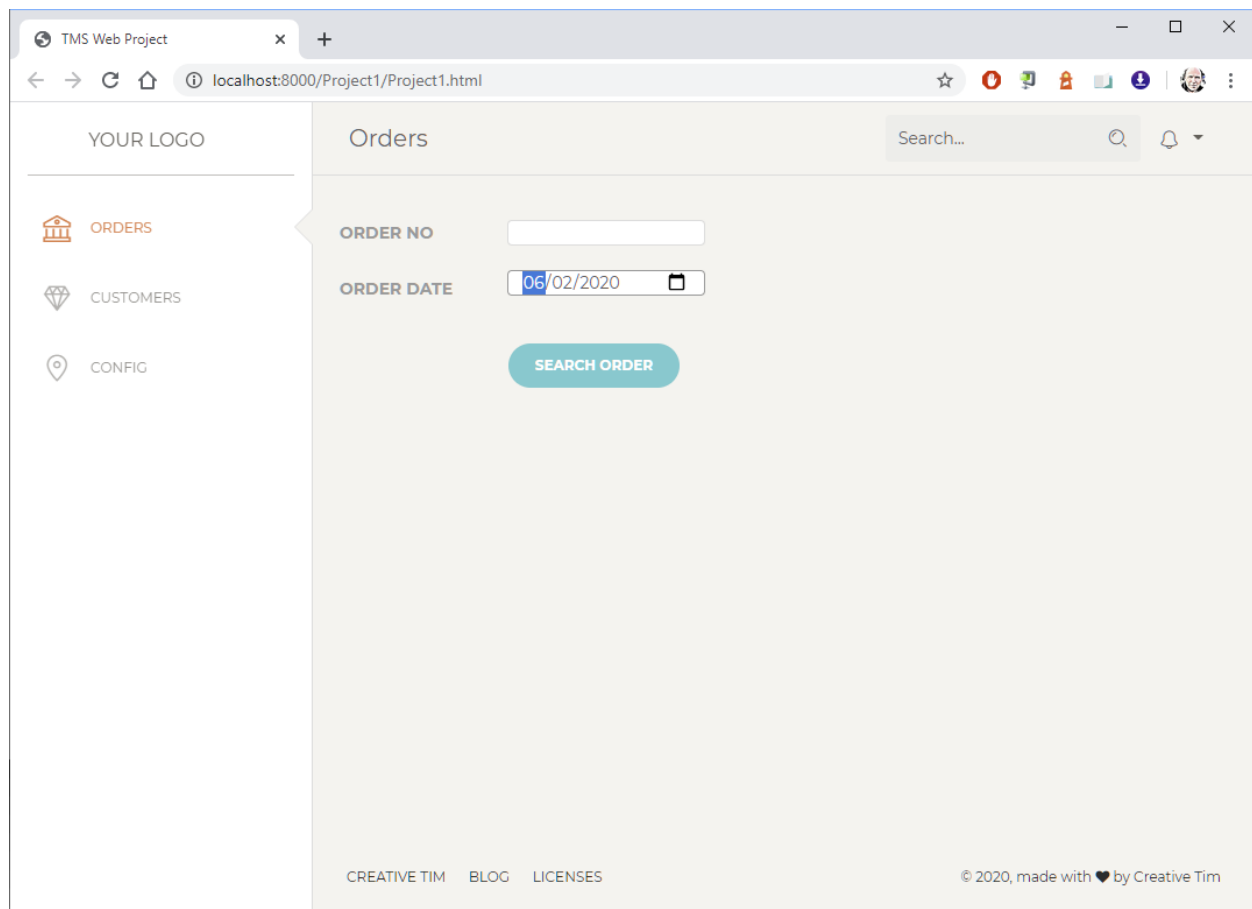 TMS Web Project
localhost:8000/Project1/Project1.html
YOUR LOGO
Orders
Search...
ORDERS
ORDER NO
ORDER DATE
06/02/2020
CUSTOMERS
CONFIG
SEARCH ORDER
CREATIVE TIM BLOG LICENSES
© 2020, made with ♥ by Creative Tim